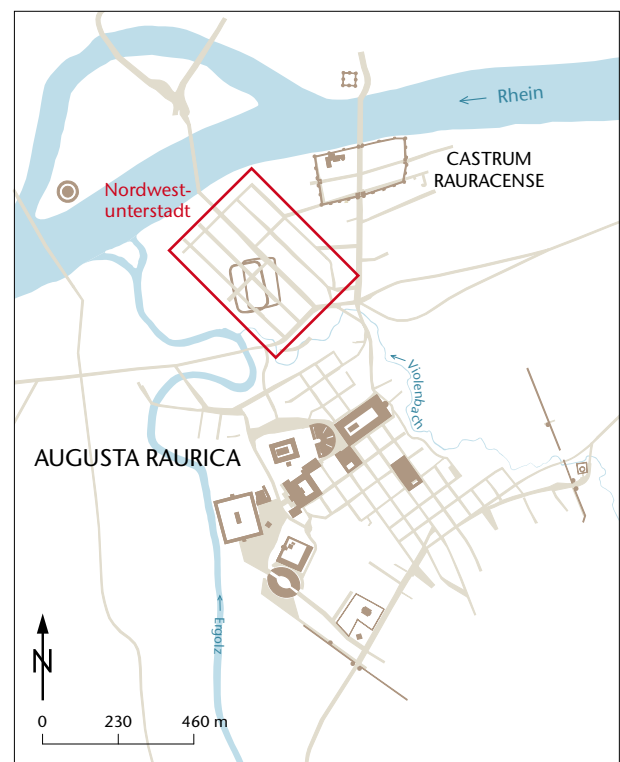 Rhein
CASTRUM
RAURACENSE
Nordwest-
unterstadt
Violenbach
AUGUSTA RAURICA
Ergolz
N
0 230 460 m